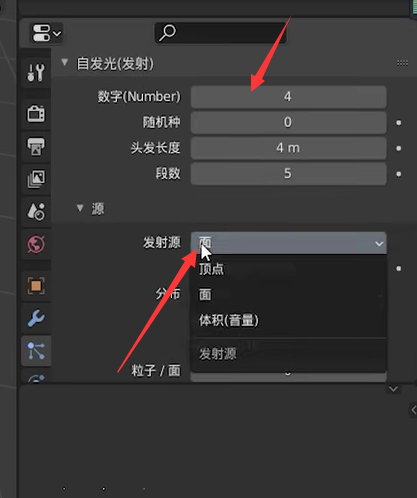 自发光(发射)
数字(Number) 4
随机种 0
头发长度 4 m
段数 5
源
发射源 面
顶点
分布 面
体积(音量)
发射源
粒子 / 面